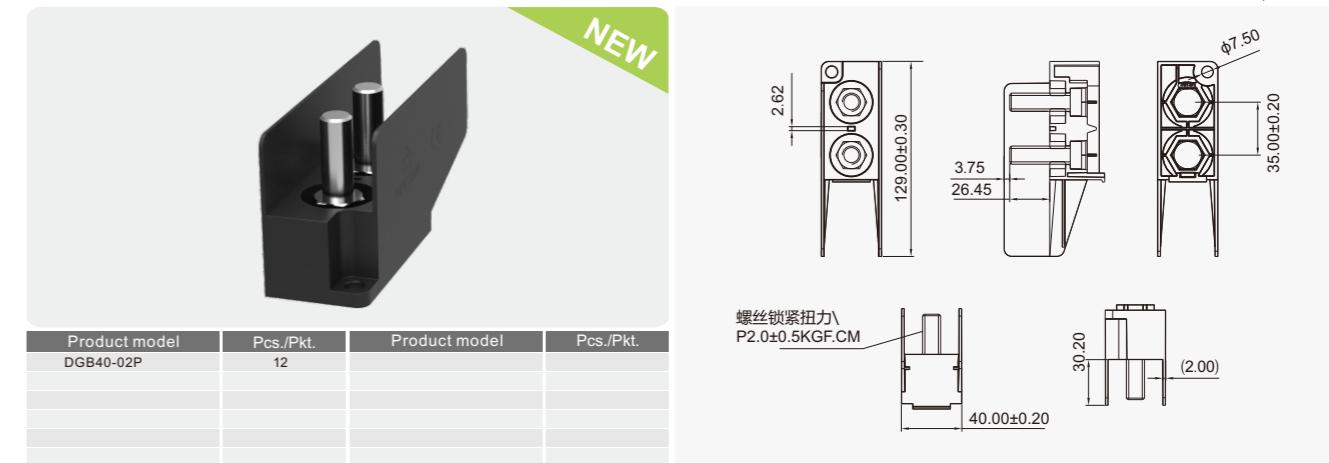 NEW
Product model Pcs./Pkt. Product model Pcs./Pkt.
DGB40-02P 12
2.62
129.00±0.30
3.75
26.45
ϕ7.50
35.00±0.20
螺丝锁紧扭力\
P2.0±0.5KGF.CM
40.00±0.20
30.20
(2.00)